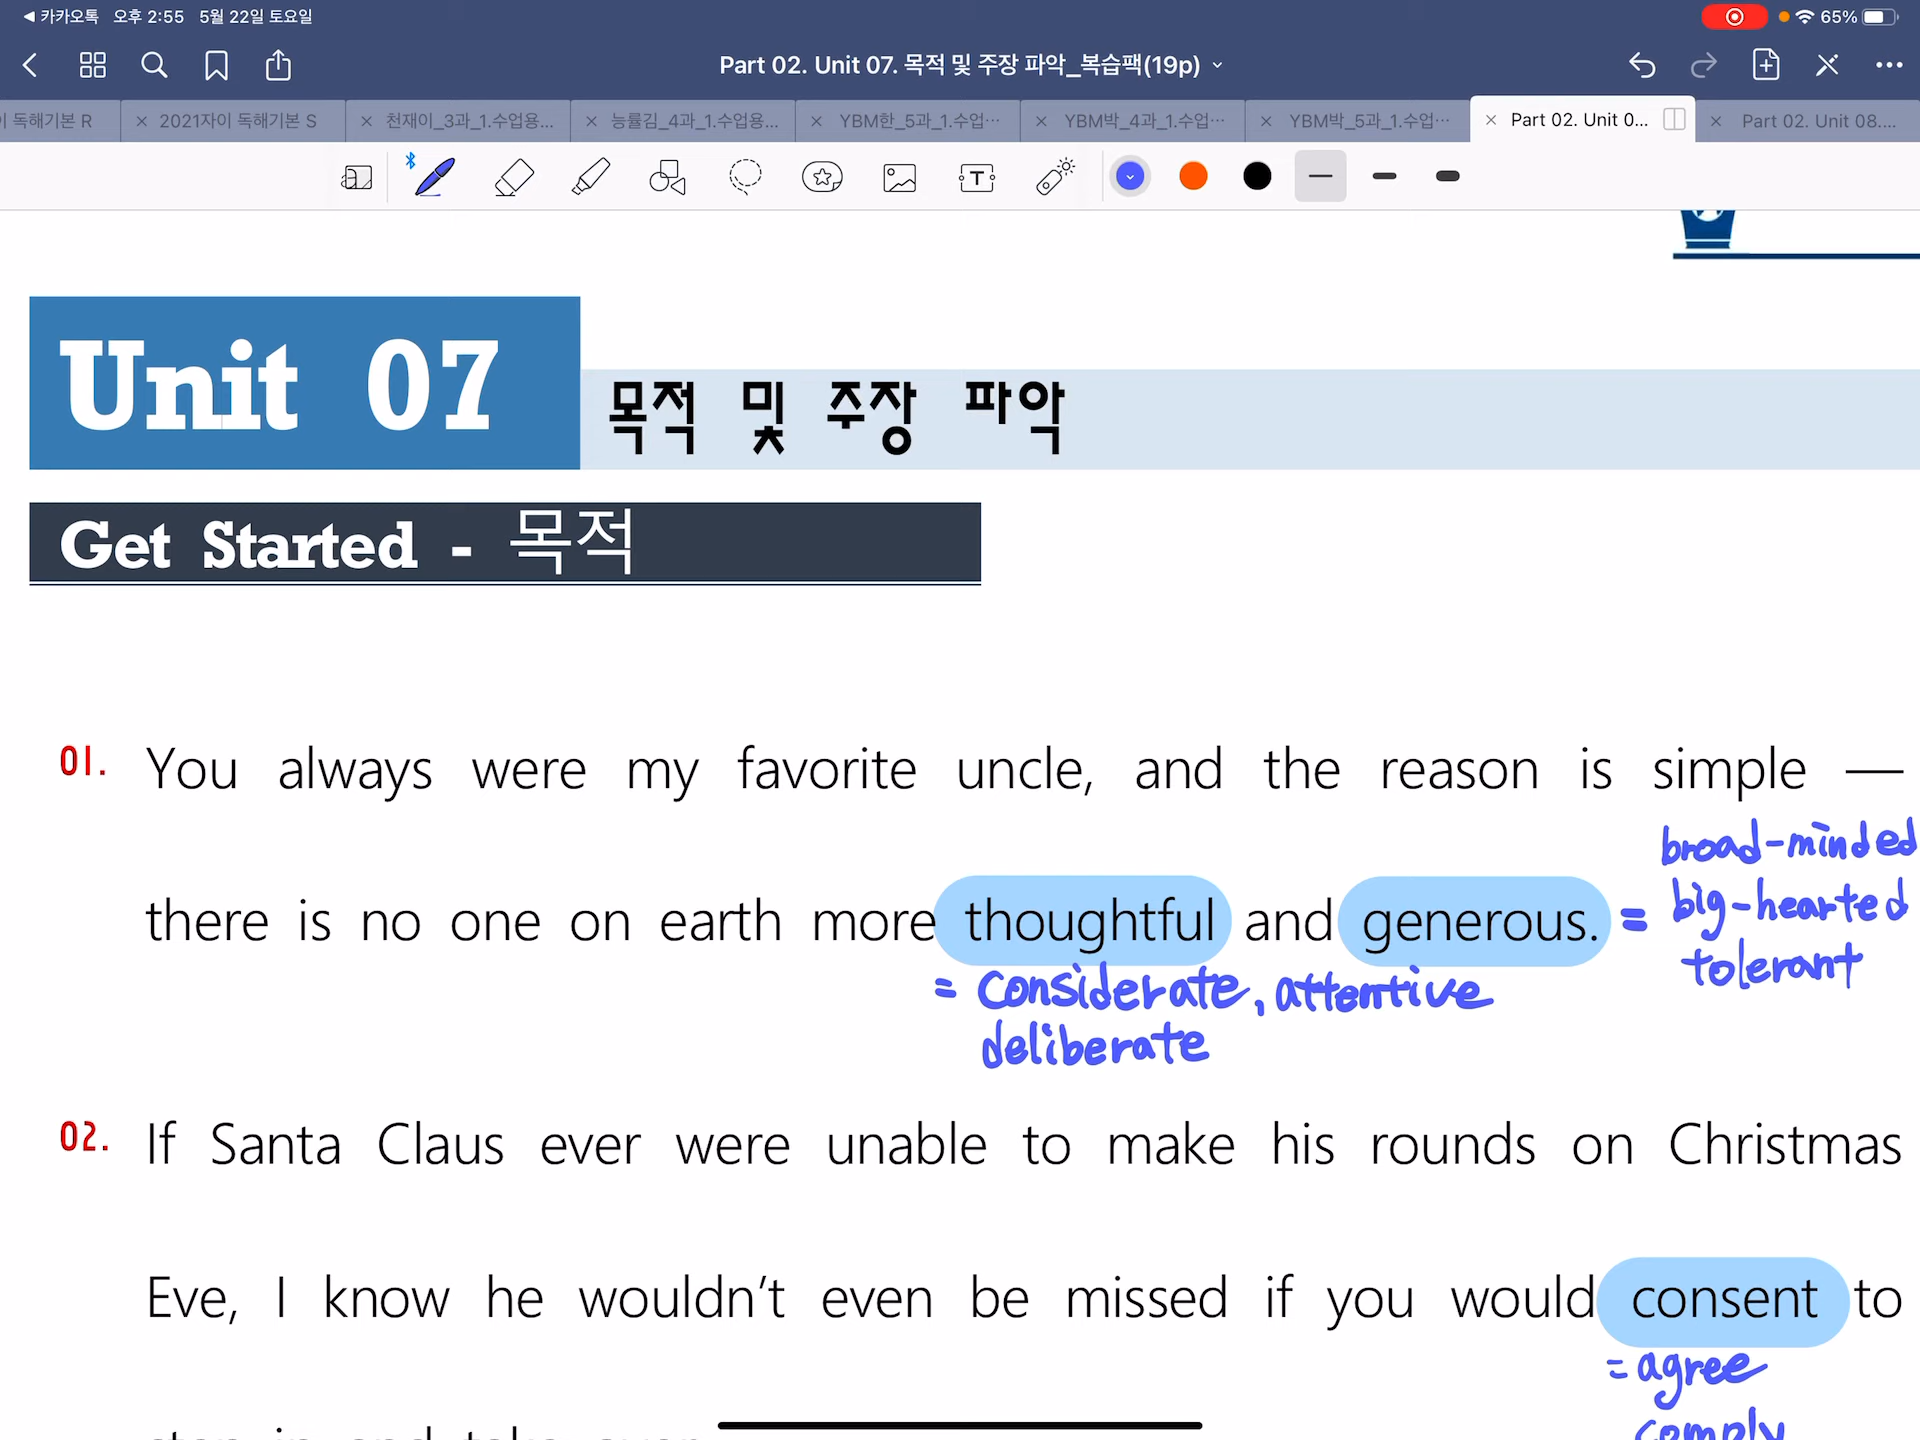 ◀ 카카오톡 오후 2:55 5월 22일 토요일 65%
Part 02. Unit 07. 목적 및 주장 파악_복습팩(19p)
독해기본 R × 2021자이 독해기본 S × 천재이_3과_1.수업용... × 능률김_4과_1.수업용... × YBM한_5과_1.수업... × YBM박_4과_1.수업... × YBM박_5과_1.수업... × Part 02. Unit 0... × Part 02. Unit 08....
Unit 07 목적 및 주장 파악
Get Started - 목적
01. You always were my favorite uncle, and the reason is simple —
broad-minded
there is no one on earth more thoughtful and generous. = big-hearted
tolerant
= considerate, attentive
deliberate
02. If Santa Claus ever were unable to make his rounds on Christmas
Eve, I know he wouldn't even be missed if you would consent to
= agree
comply